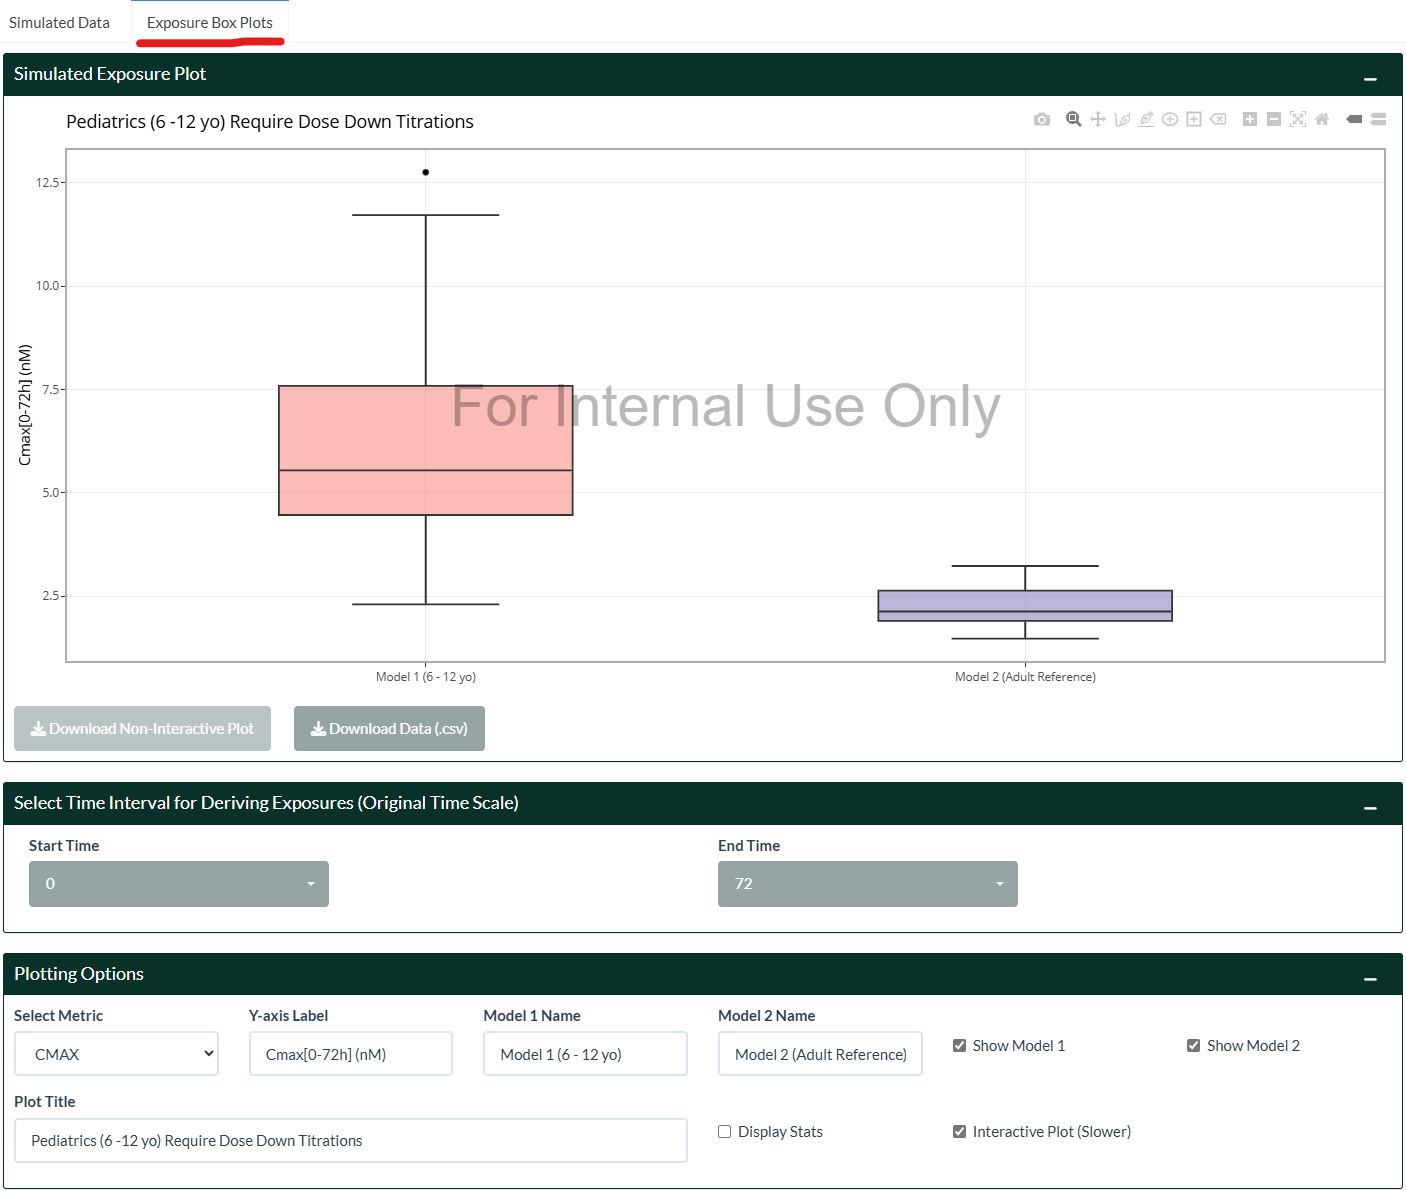 Simulated Data
Exposure Box Plots
Simulated Exposure Plot
Pediatrics (6 -12 yo) Require Dose Down Titrations
12.5
10.0
7.5
5.0
2.5
Cmax[0-72h] (nM)
For Internal Use Only
Model 1 (6 - 12 yo)
Model 2 (Adult Reference)
Download Non-Interactive Plot
Download Data (.csv)
Select Time Interval for Deriving Exposures (Original Time Scale)
Start Time
End Time
0
72
Plotting Options
Select Metric
Y-axis Label
Model 1 Name
Model 2 Name
CMAX
Cmax[0-72h] (nM)
Model 1 (6 - 12 yo)
Model 2 (Adult Reference)
Show Model 1
Show Model 2
Plot Title
Pediatrics (6 -12 yo) Require Dose Down Titrations
Display Stats
Interactive Plot (Slower)